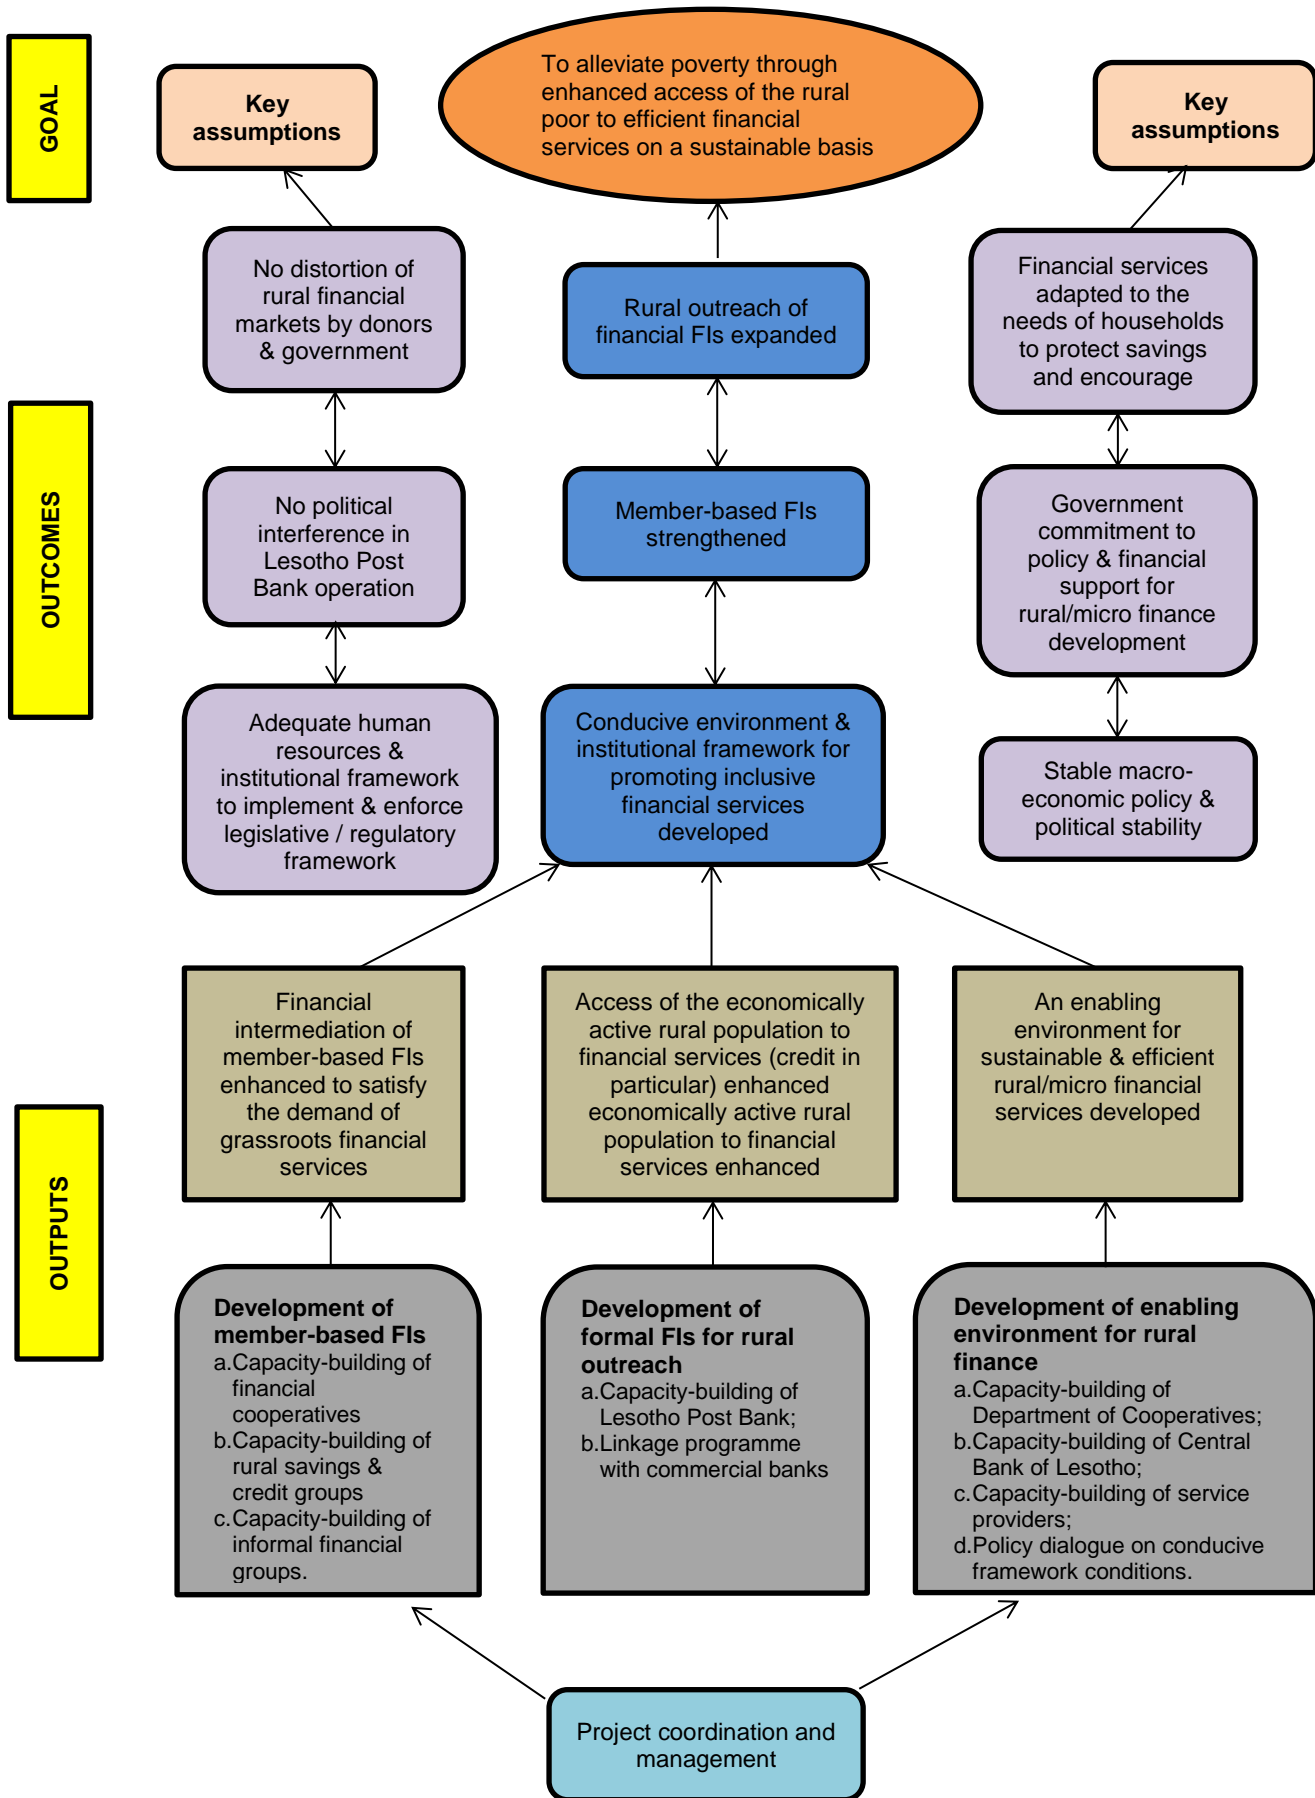 GOAL
Key
assumptions
To alleviate poverty through
enhanced access of the rural
poor to efficient financial
services on a sustainable basis
Key
assumptions
No distortion of
rural financial
markets by donors
& government
Rural outreach of
financial FIs expanded
Financial services
adapted to the
needs of households
to protect savings
and encourage
OUTCOMES
No political
interference in
Lesotho Post
Bank operation
Member-based FIs
strengthened
Government
commitment to
policy & financial
support for
rural/micro finance
development
Adequate human
resources &
institutional framework
to implement & enforce
legislative / regulatory
framework
Conducive environment &
institutional framework for
promoting inclusive
financial services
developed
Stable macro-
economic policy &
political stability
Financial
intermediation of
member-based FIs
enhanced to satisfy
the demand of
grassroots financial
services
Access of the economically
active rural population to
financial services (credit in
particular) enhanced
economically active rural
population to financial
services enhanced
An enabling
environment for
sustainable & efficient
rural/micro financial
services developed
OUTPUTS
Development of
member-based FIs
a.Capacity-building of
financial
cooperatives
b.Capacity-building of
rural savings &
credit groups
c.Capacity-building of
informal financial
groups.
Development of
formal FIs for rural
outreach
a.Capacity-building of
Lesotho Post Bank;
b.Linkage programme
with commercial banks
Development of enabling
environment for rural
finance
a.Capacity-building of
Department of Cooperatives;
b.Capacity-building of Central
Bank of Lesotho;
c.Capacity-building of service
providers;
d.Policy dialogue on conducive
framework conditions.
Project coordination and
management